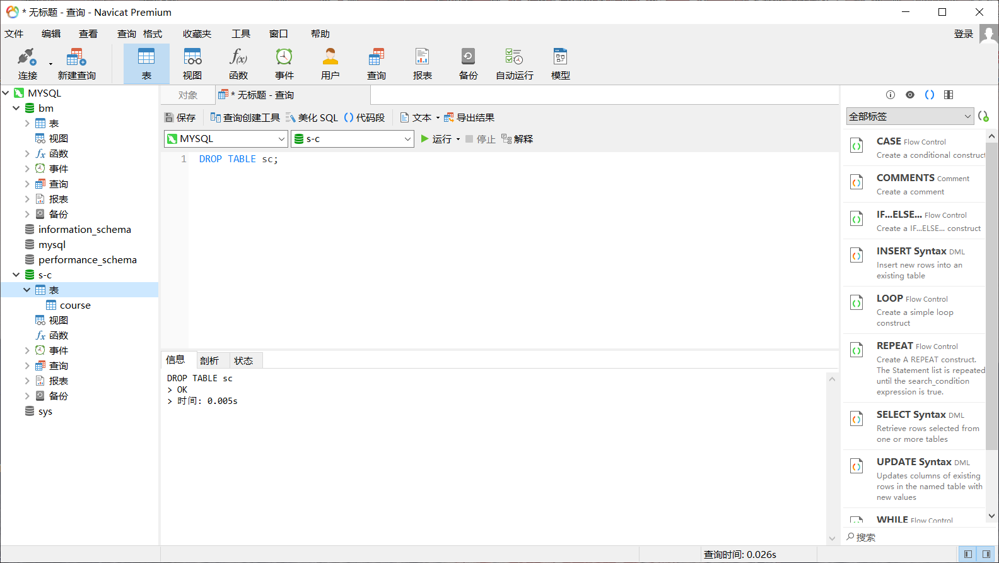 * 无标题 - 查询 - Navicat Premium
文件 编辑 查看 查询 格式 收藏夹 工具 窗口 帮助 登录
连接 新建查询 表 视图 函数 事件 用户 查询 报表 备份 自动运行 模型
MYSQL
bm
表
视图
函数
事件
查询
报表
备份
information_schema
mysql
performance_schema
s-c
表
course
视图
函数
事件
查询
报表
备份
sys
对象 * 无标题 - 查询
保存 查询创建工具 美化 SQL 代码段 文本 导出结果
MYSQL s-c 运行 停止 解释
1 DROP TABLE sc;
信息 剖析 状态
DROP TABLE sc
> OK
> 时间: 0.005s
全部标签
CASE Flow Control
Create a conditional construct
COMMENTS Comment
Create a comment
IF...ELSE... Flow Control
Create a IF...ELSE... construct
INSERT Syntax DML
Insert new rows into an
existing table
LOOP Flow Control
Create a simple loop
construct
REPEAT Flow Control
Create A REPEAT construct.
The Statement list is repeated
until the search_condition
expression is true.
SELECT Syntax DML
Retrieve rows selected from
one or more tables
UPDATE Syntax DML
Updates columns of existing
rows in the named table with
new values
WHILE Flow Control
搜索
查询时间: 0.026s